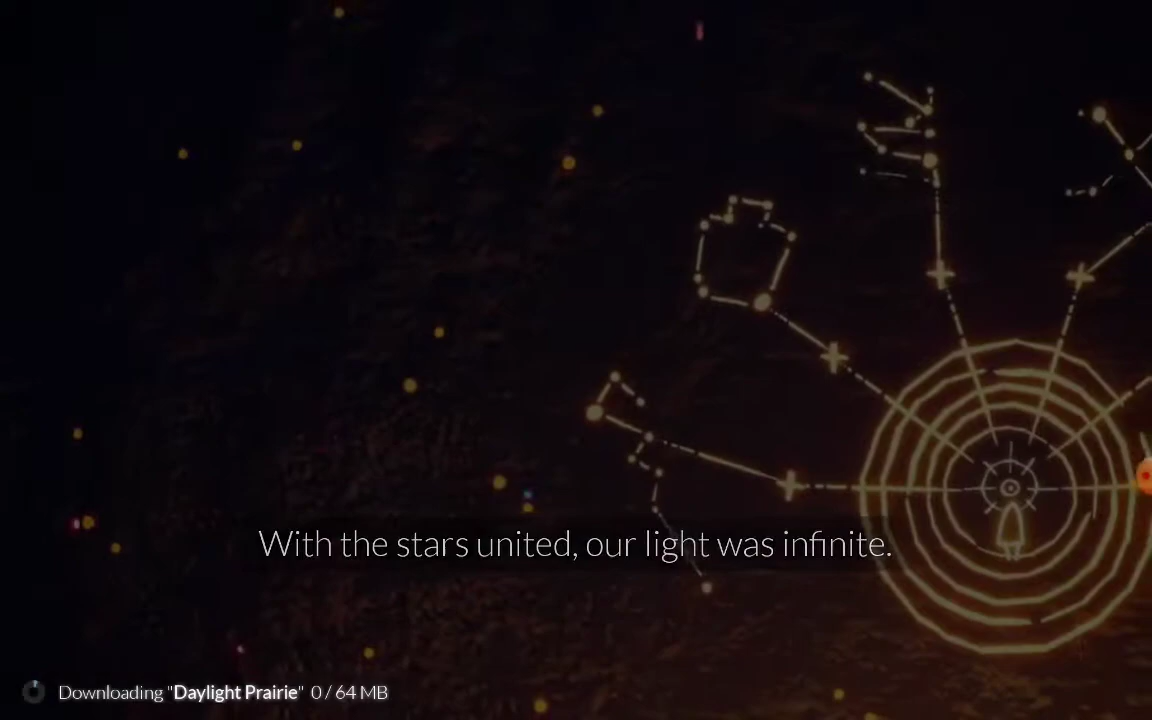 With the stars united, our light was infinite.
Downloading "Daylight Prairie" 0 / 64 MB